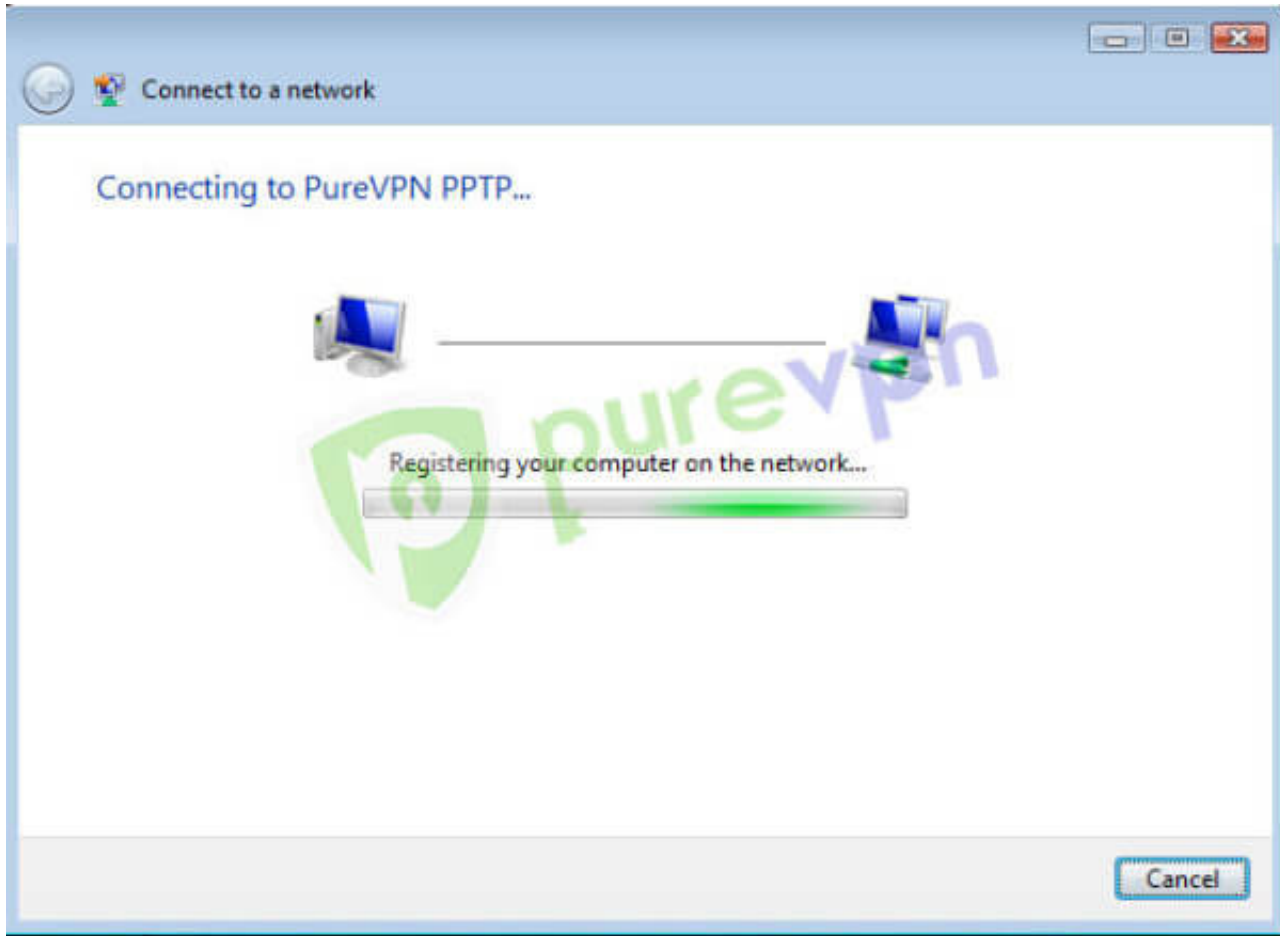 Connect to a network
Connecting to PureVPN PPTP...
purevpn
Registering your computer on the network...
Cancel